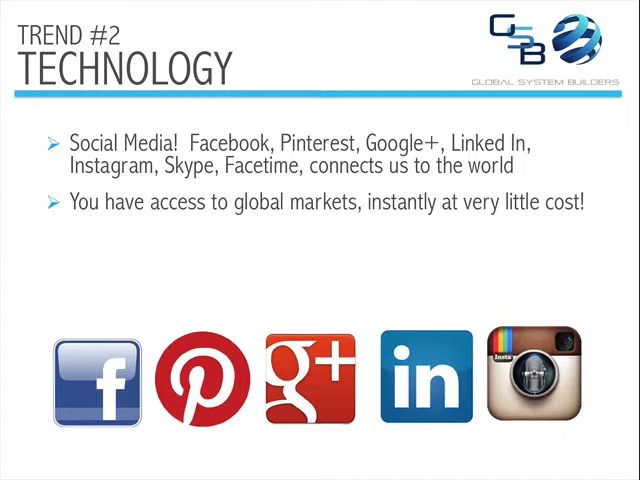 TREND #2
TECHNOLOGY
GSB
GLOBAL SYSTEM BUILDERS
Social Media!  Facebook, Pinterest, Google+, Linked In,
Instagram, Skype, Facetime, connects us to the world
You have access to global markets, instantly at very little cost!
f
P
g+
in
Insta